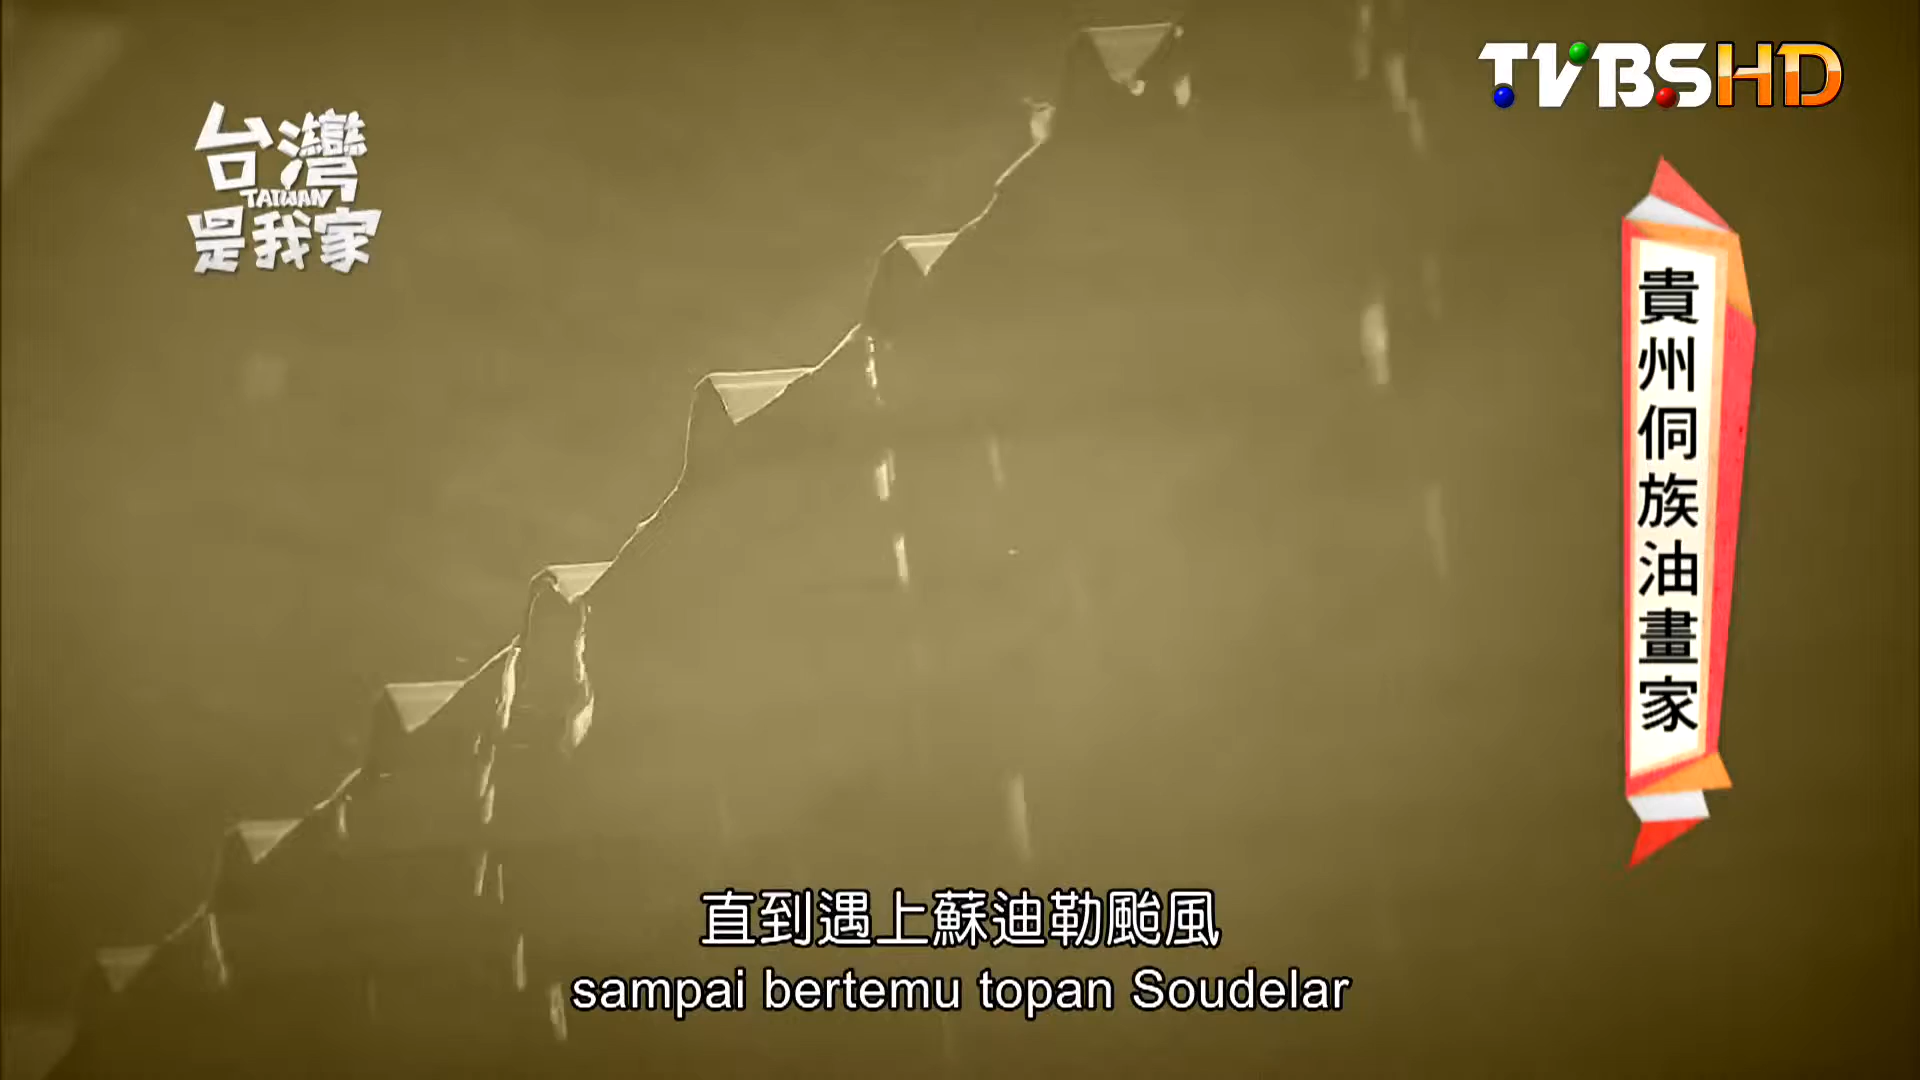 TVBSHD
台灣
TAIWAN
是我家
貴州侗族油畫家
直到遇上蘇迪勒颱風
sampai bertemu topan Soudelar